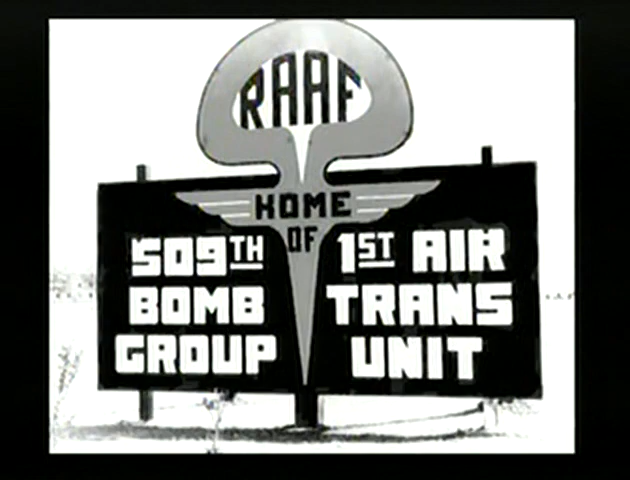 RAAF
HOME
OF
509TH
BOMB
GROUP
1ST AIR
TRANS
UNIT